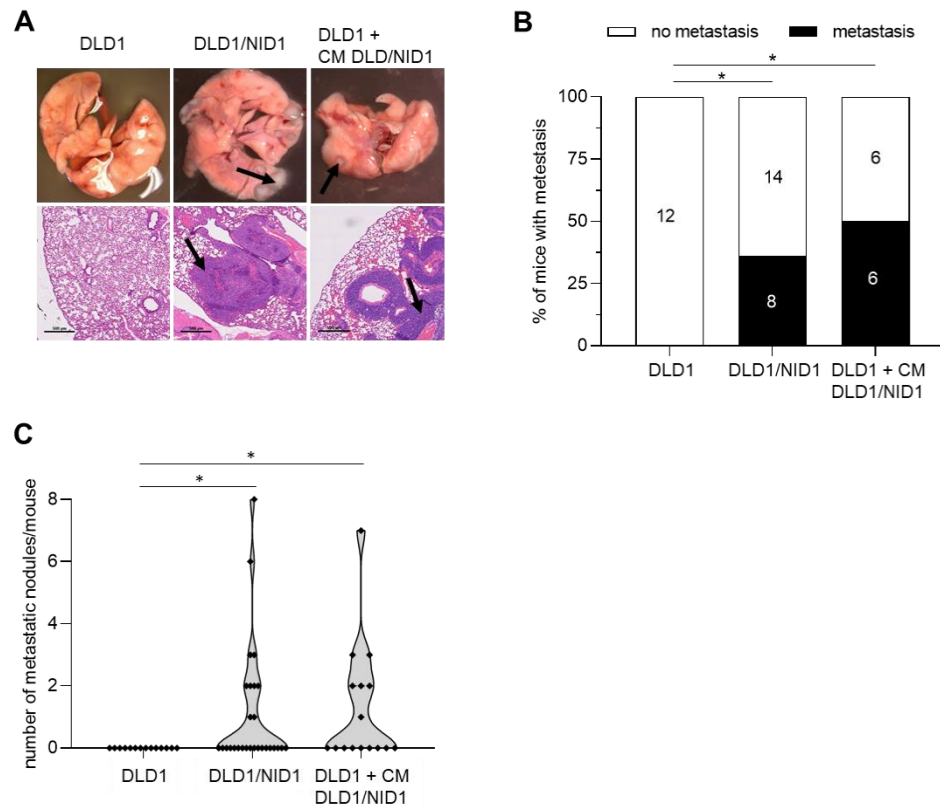 A
DLD1
DLD1/NID1
DLD1 +
CM DLD/NID1
B
no metastasis
metastasis
*
*
% of mice with metestasis
100
75
50
25
0
12
14
8
6
6
DLD1
DLD1/NID1
DLD1 + CM
DLD1/NID1
C
*
*
number of metastatic nodules/mouse
8
6
4
2
0
DLD1
DLD1/NID1
DLD1 + CM
DLD1/NID1